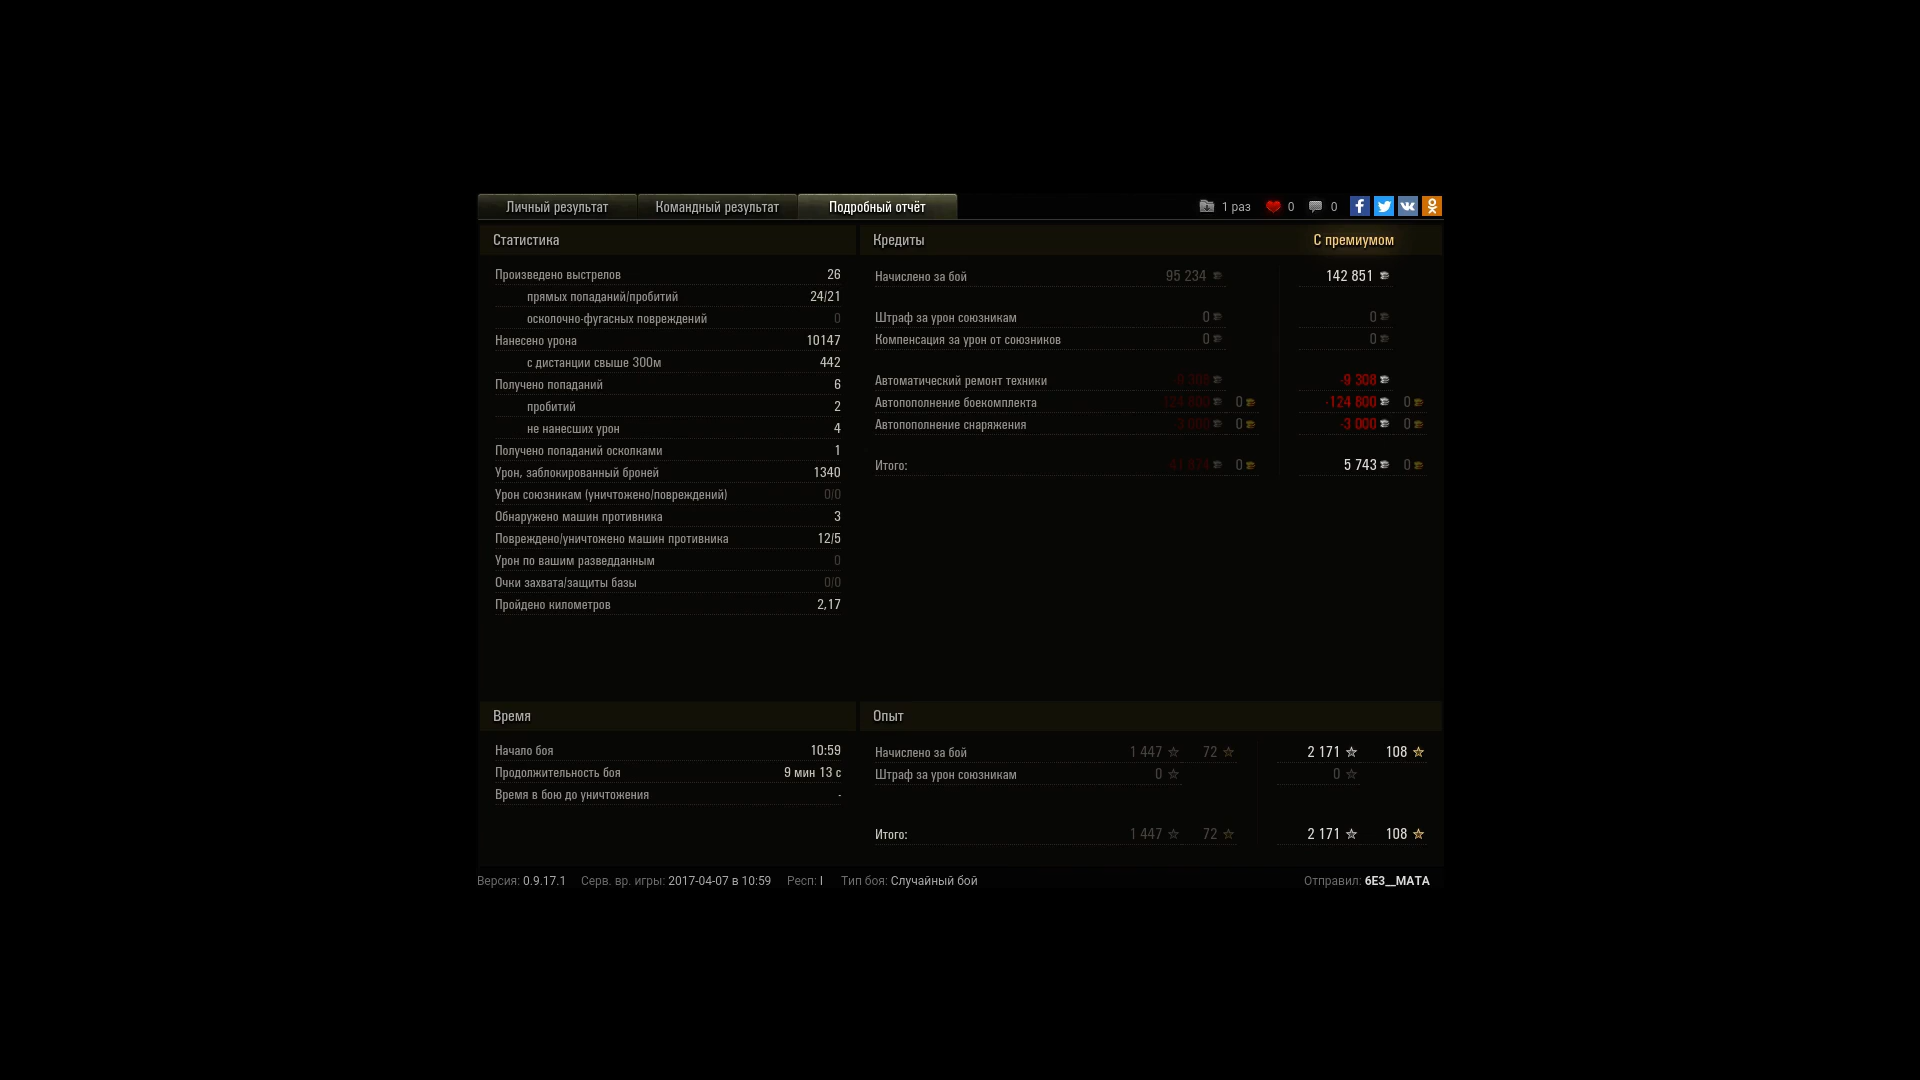 Личный результат Командный результат Подробный отчёт 1 раз 0 0
Статистика
Произведено выстрелов 26
прямых попаданий/пробитий 24/21
осколочно-фугасных повреждений 0
Нанесено урона 10147
с дистанции свыше 300м 442
Получено попаданий 6
пробитий 2
не нанесших урон 4
Получено попаданий осколками 1
Урон, заблокированный броней 1340
Урон союзникам (уничтожено/повреждений) 0/0
Обнаружено машин противника 3
Повреждено/уничтожено машин противника 12/5
Урон по вашим разведданным 0
Очки захвата/защиты базы 0/0
Пройдено километров 2,17
Кредиты С премиумом
Начислено за бой 95 234 142 851
Штраф за урон союзникам 0 0
Компенсация за урон от союзников 0 0
Автоматический ремонт техники -9 308 -9 308
Автопополнение боекомплекта -124 800 0 -124 800 0
Автопополнение снаряжения -3 000 0 -3 000 0
Итого: -41 874 0 5 743 0
Время
Начало боя 10:59
Продолжительность боя 9 мин 13 с
Время в бою до уничтожения -
Опыт
Начислено за бой 1 447 72 2 171 108
Штраф за урон союзникам 0 0
Итого: 1 447 72 2 171 108
Версия: 0.9.17.1 Серв. вр. игры: 2017-04-07 в 10:59 Респ: I Тип боя: Случайный бой Отправил: 6E3__MATA